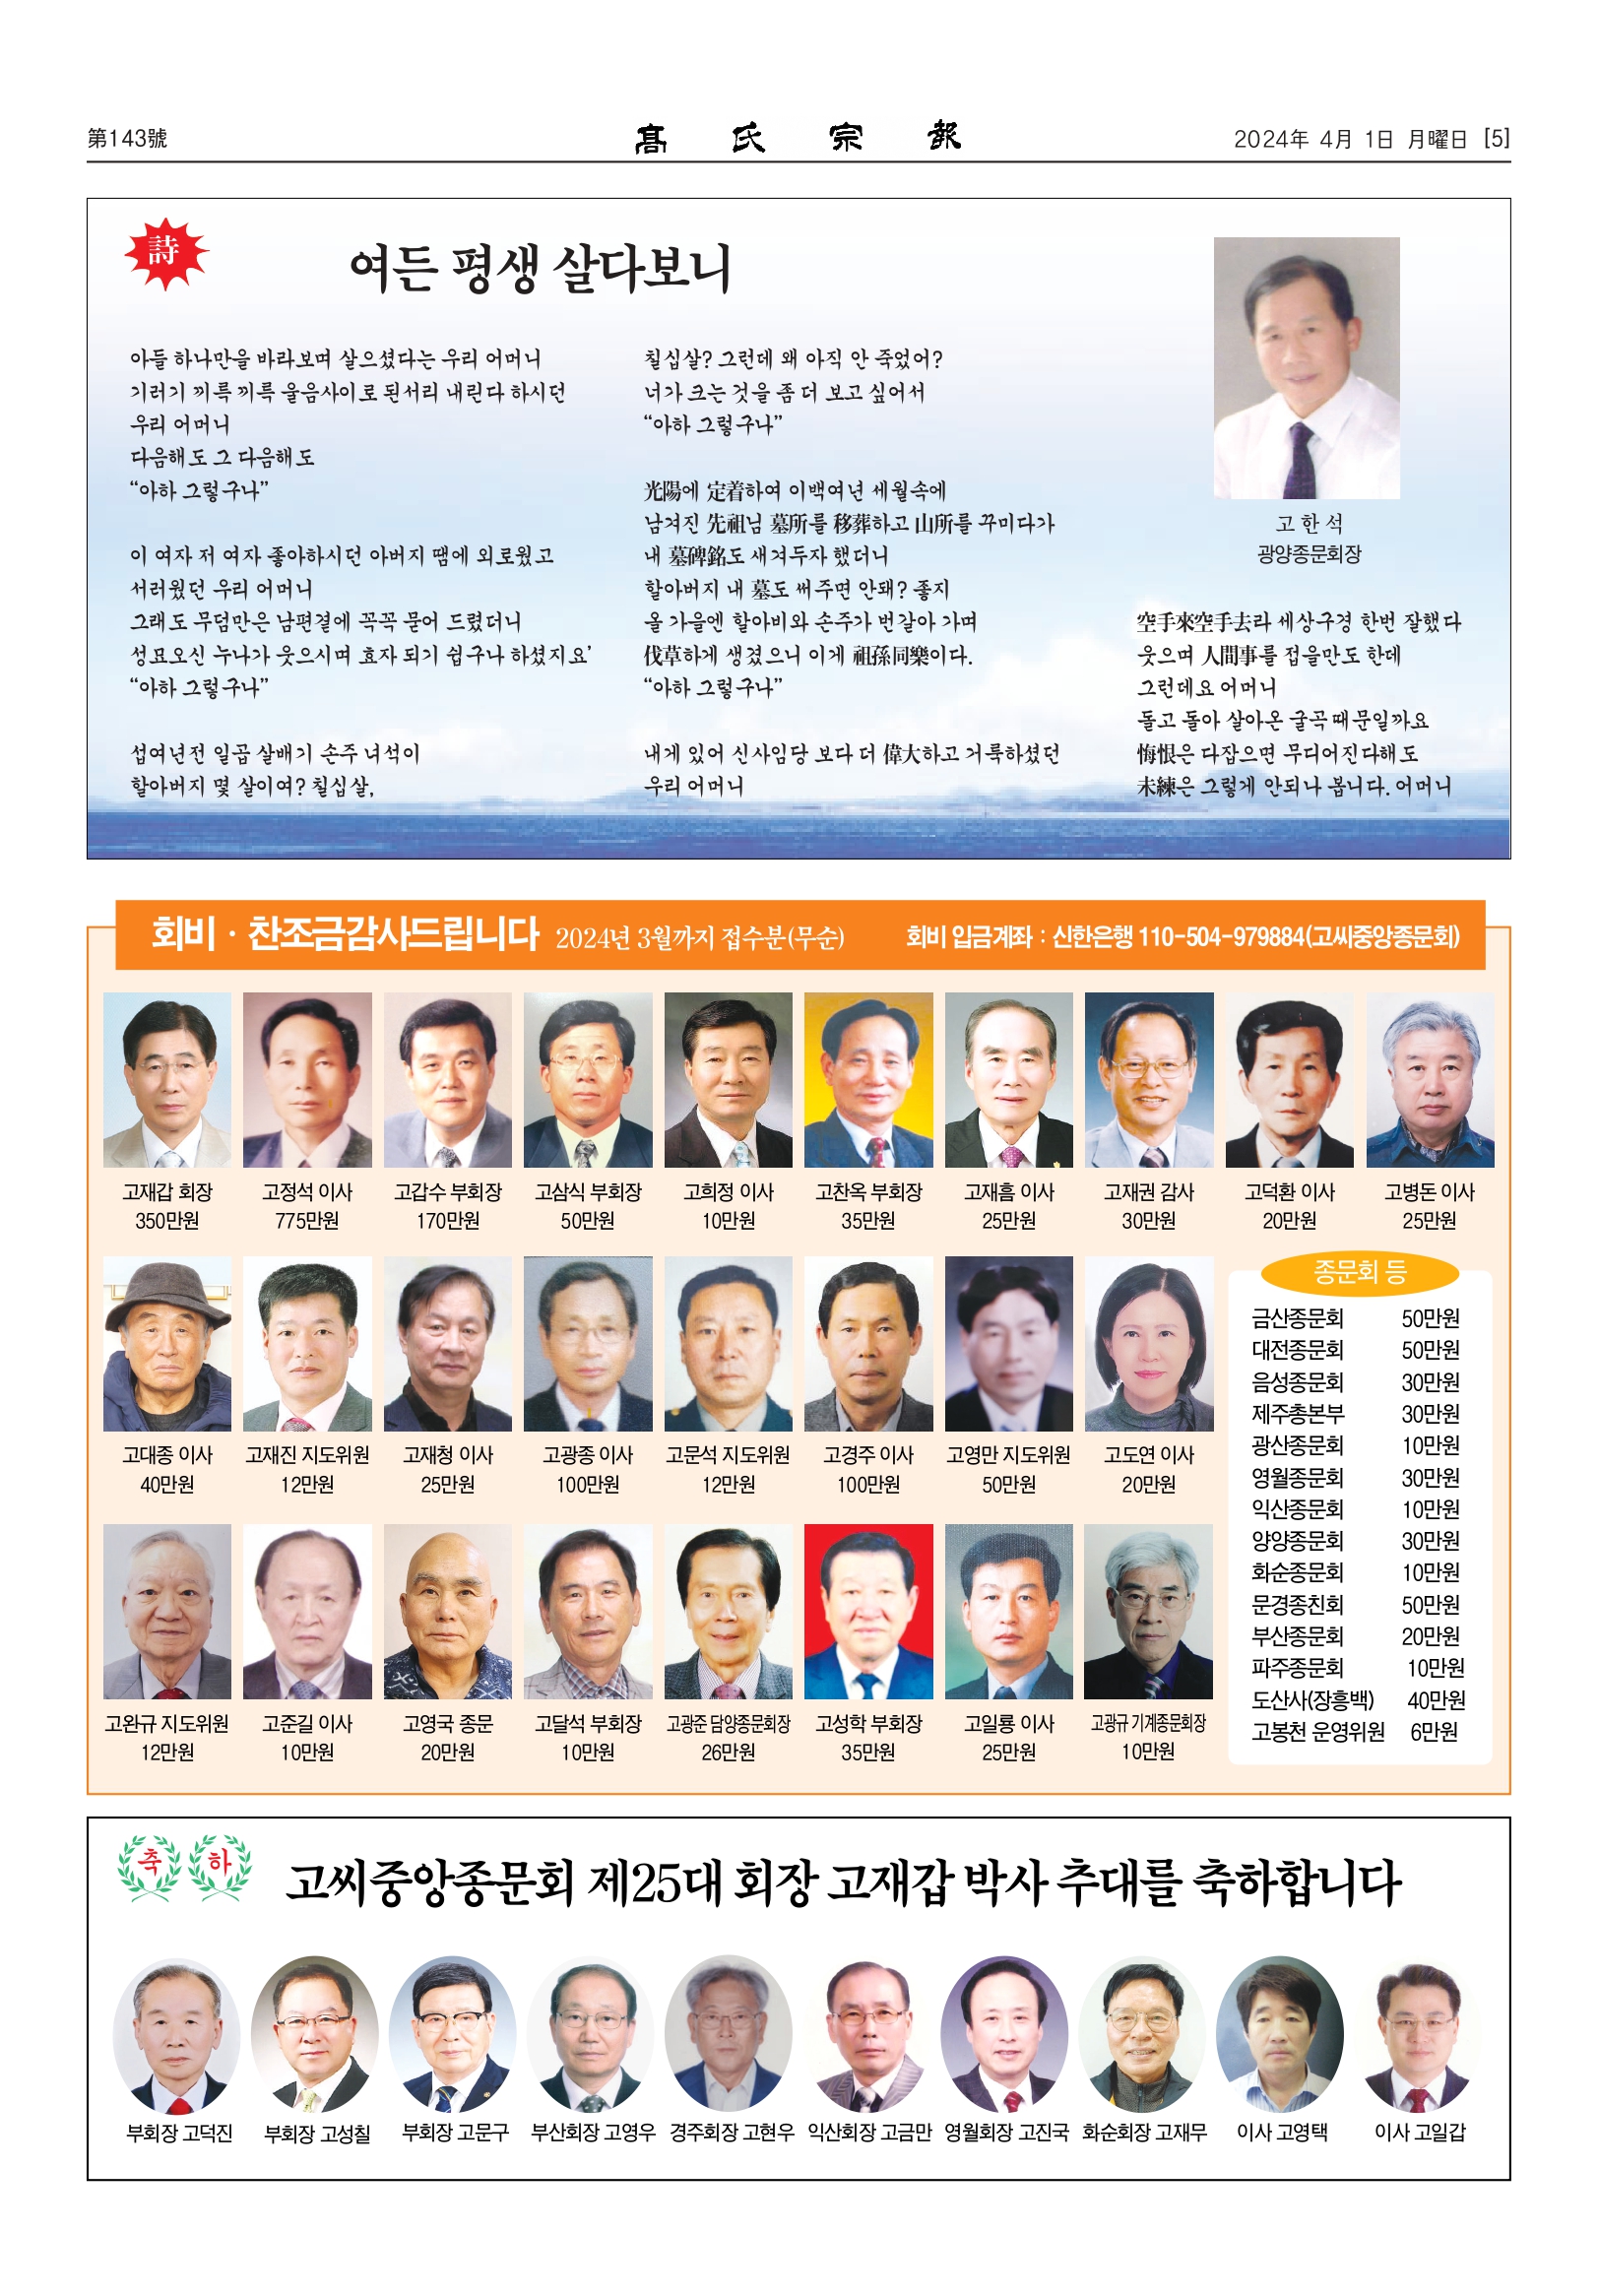 第143號
高 氏 宗 報
2024年 4月 1日 月曜日 [5]
詩
여든 평생 살다보니
아들 하나만을 바라보며 살으셨다는 우리 어머니
기러기 끼륵 끼륵 울음사이로 된서리 내린다 하시던
우리 어머니
다음해도 그 다음해도
“아하 그렇구나”
이 여자 저 여자 좋아하시던 아버지 땜에 외로웠고
서러웠던 우리 어머니
그래도 무덤만은 남편곁에 꼭꼭 묻어 드렸더니
성묘오신 누나가 웃으시며 효자 되기 쉽구나 하셨지요’
“아하 그렇구나”
섭여년전 일곱 살배기 손주 녀석이
할아버지 몇 살이여? 칠십살,
칠십살? 그런데 왜 아직 안 죽었어?
너가 크는 것을 좀 더 보고 싶어서
“아하 그렇구나”
光陽에 定着하여 이백여년 세월속에
남겨진 先祖님 墓所를 移葬하고 山所를 꾸미다가
내 墓碑銘도 새겨두자 했더니
할아버지 내 墓도 써주면 안돼? 좋지
올 가을엔 할아비와 손주가 번갈아 가며
伐草하게 생겼으니 이게 祖孫同樂이다.
“아하 그렇구나”
내게 있어 신사임당 보다 더 偉大하고 거룩하셨던
우리 어머니
고 한 석
광양종문회장
空手來空手去라 세상구경 한번 잘했다
웃으며 人間事를 접을만도 한데
그런데요 어머니
돌고 돌아 살아온 굴곡 때문일까요
悔恨은 다잡으면 무디어진다해도
未練은 그렇게 안되나 봅니다. 어머니
회비 · 찬조금감사드립니다 2024년 3월까지 접수분(무순) 회비 입금계좌 : 신한은행 110-504-979884(고씨중앙종문회)
고재갑 회장 고정석 이사 고갑수 부회장 고삼식 부회장 고희정 이사 고찬옥 부회장 고재흠 이사 고재권 감사 고덕환 이사 고병돈 이사
350만원 775만원 170만원 50만원 10만원 35만원 25만원 30만원 20만원 25만원
고대종 이사 고재진 지도위원 고재청 이사 고광종 이사 고문석 지도위원 고경주 이사 고영만 지도위원 고도연 이사
40만원 12만원 25만원 100만원 12만원 100만원 50만원 20만원
고완규 지도위원 고준길 이사 고영국 종문 고달석 부회장 고광준 담양종문회장 고성학 부회장 고일룡 이사 고광규 기계종문회장
12만원 10만원 20만원 10만원 26만원 35만원 25만원 10만원
종문회 등
금산종문회 50만원
대전종문회 50만원
음성종문회 30만원
제주총본부 30만원
광산종문회 10만원
영월종문회 30만원
익산종문회 10만원
양양종문회 30만원
화순종문회 10만원
문경종친회 50만원
부산종문회 20만원
파주종문회 10만원
도산사(장흥백) 40만원
고봉천 운영위원 6만원
축 하
고씨중앙종문회 제25대 회장 고재갑 박사 추대를 축하합니다
부회장 고덕진 부회장 고성칠 부회장 고문구 부산회장 고영우 경주회장 고현우 익산회장 고금만 영월회장 고진국 화순회장 고재무 이사 고영택 이사 고일갑